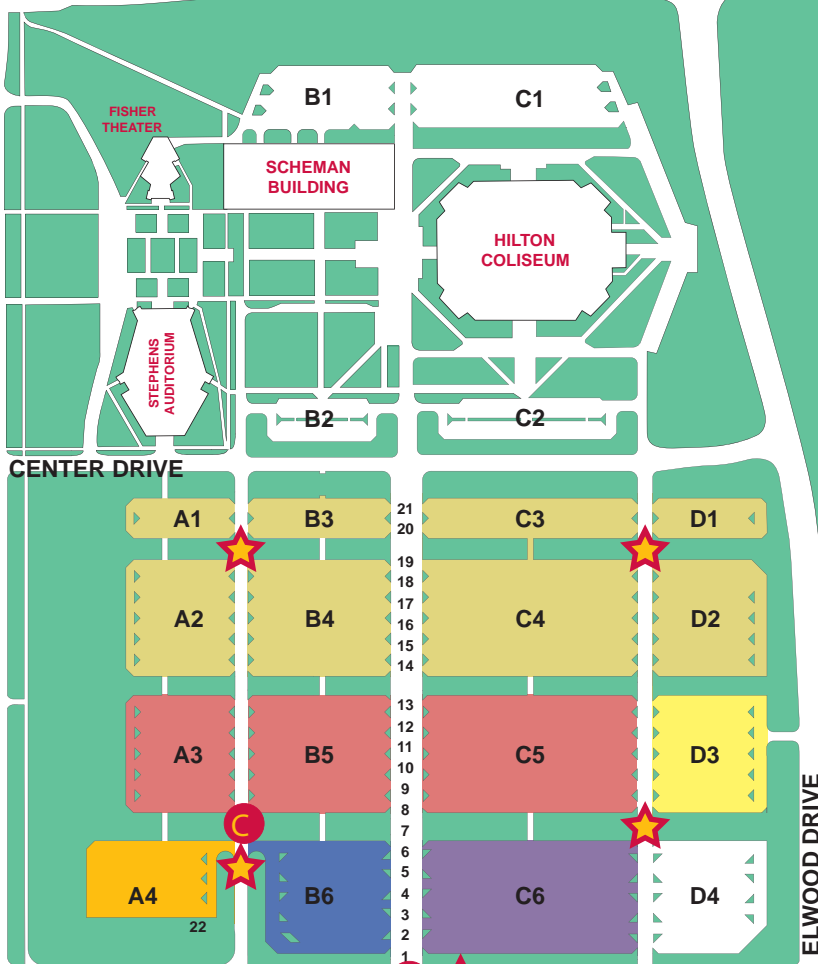 B1
C1
FISHER
THEATER
SCHEMAN
BUILDING
HILTON
COLISEUM
STEPHENS
AUDITORIUM
B2
C2
CENTER DRIVE
A1
B3
21
20
C3
D1
19
18
17
16
15
14
A2
B4
C4
D2
13
12
11
10
9
8
A3
B5
C5
D3
7
C
6
5
4
3
2
1
A4
B6
C6
D4
22
ELWOOD DRIVE